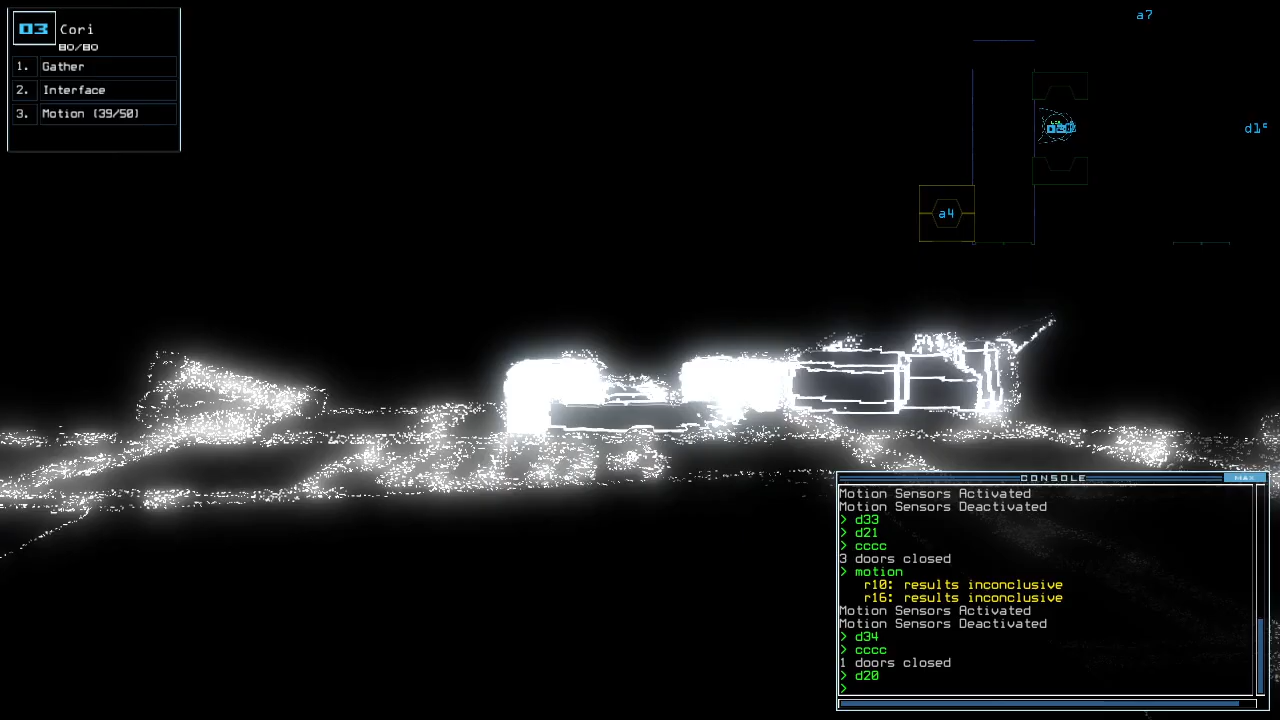 03 Cori
80/80
1. Gather
2. Interface
3. Motion (39/50)
a7
a4
CONSOLE
MAX
Motion Sensors Activated
Motion Sensors Deactivated
> d33
> d21
> cccc
3 doors closed
> motion
r10: results inconclusive
r16: results inconclusive
Motion Sensors Activated
Motion Sensors Deactivated
> d34
> cccc
1 doors closed
> d20
>